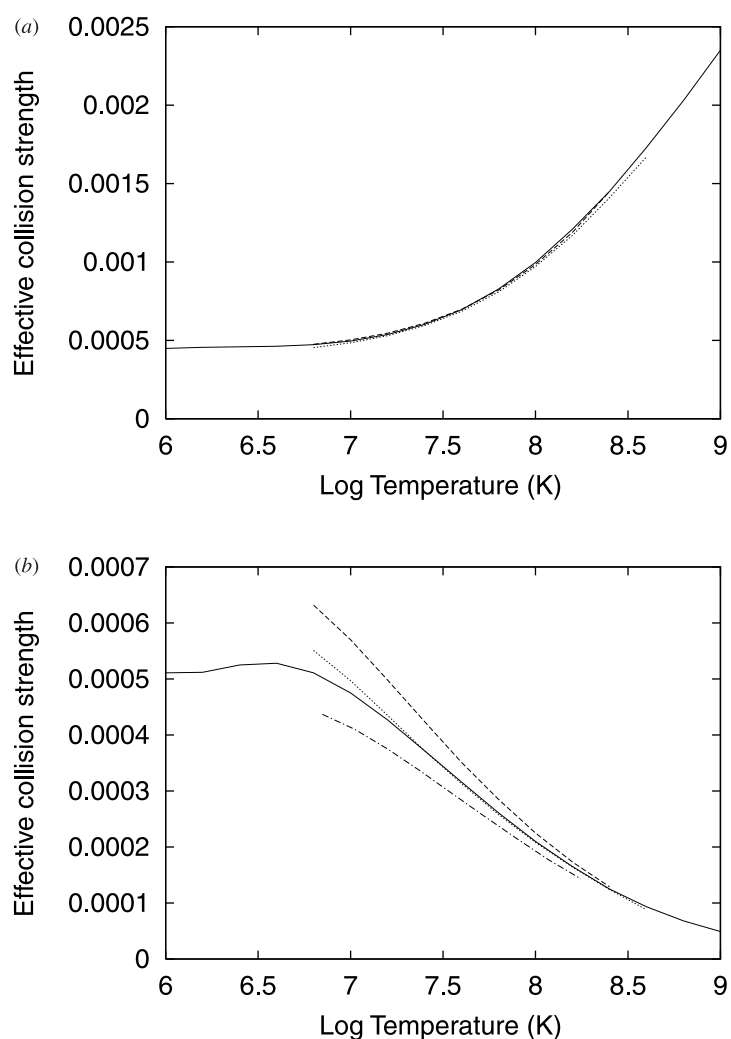 (a)
Effective collision strength
0.0025
0.002
0.0015
0.001
0.0005
0
6 6.5 7 7.5 8 8.5 9
Log Temperature (K)
(b)
Effective collision strength
0.0007
0.0006
0.0005
0.0004
0.0003
0.0002
0.0001
0
6 6.5 7 7.5 8 8.5 9
Log Temperature (K)